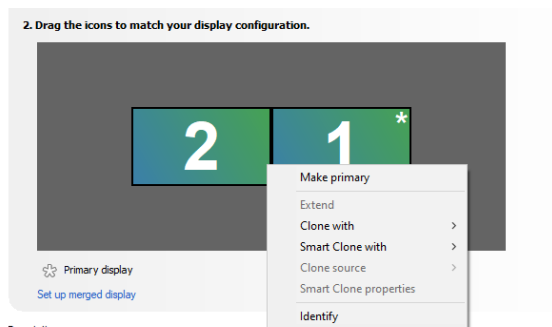 2. Drag the icons to match your display configuration.
2
1
*
Make primary
Extend
Clone with
Smart Clone with
Clone source
Smart Clone properties
Identify
Primary display
Set up merged display